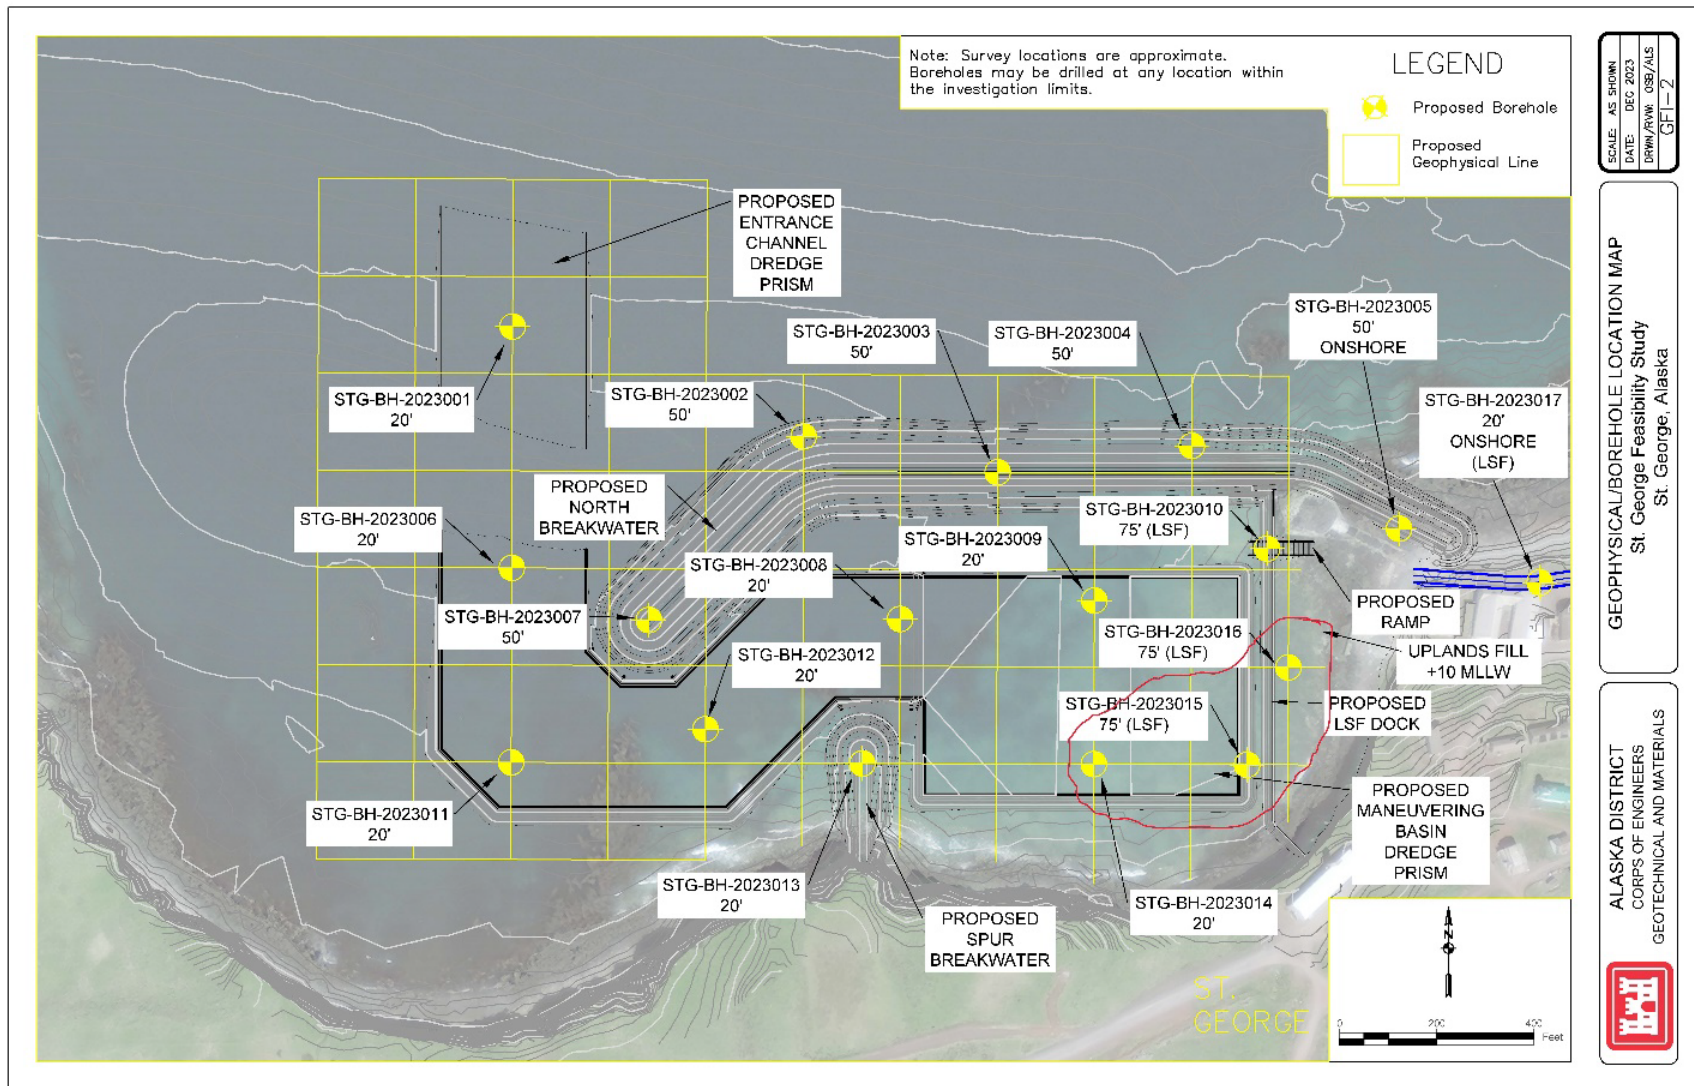 Note: Survey locations are approximate.
Boreholes may be drilled at any location within
the investigation limits.
LEGEND
Proposed Borehole
Proposed
Geophysical Line
PROPOSED
ENTRANCE
CHANNEL
DREDGE
PRISM
STG-BH-2023001
20'
STG-BH-2023002
50'
STG-BH-2023003
50'
STG-BH-2023004
50'
STG-BH-2023005
50'
ONSHORE
STG-BH-2023017
20'
ONSHORE
(LSF)
PROPOSED
NORTH
BREAKWATER
STG-BH-2023006
20'
STG-BH-2023007
50'
STG-BH-2023008
20'
STG-BH-2023009
20'
STG-BH-2023010
75' (LSF)
PROPOSED
RAMP
STG-BH-2023016
75' (LSF)
UPLANDS FILL
+10 MLLW
STG-BH-2023012
20'
STG-BH-2023015
75' (LSF)
PROPOSED
LSF DOCK
STG-BH-2023011
20'
PROPOSED
MANEUVERING
BASIN
DREDGE
PRISM
STG-BH-2023013
20'
PROPOSED
SPUR
BREAKWATER
STG-BH-2023014
20'
ST.
GEORGE
N
0 200 400
Feet
SCALE: AS SHOWN
DATE: DEC 2023
DRWN/RVW: OSB/ALS
GFI-2
GEOPHYSICAL/BOREHOLE LOCATION MAP
St. George Feasibility Study
St. George, Alaska
ALASKA DISTRICT
CORPS OF ENGINEERS
GEOTECHNICAL AND MATERIALS